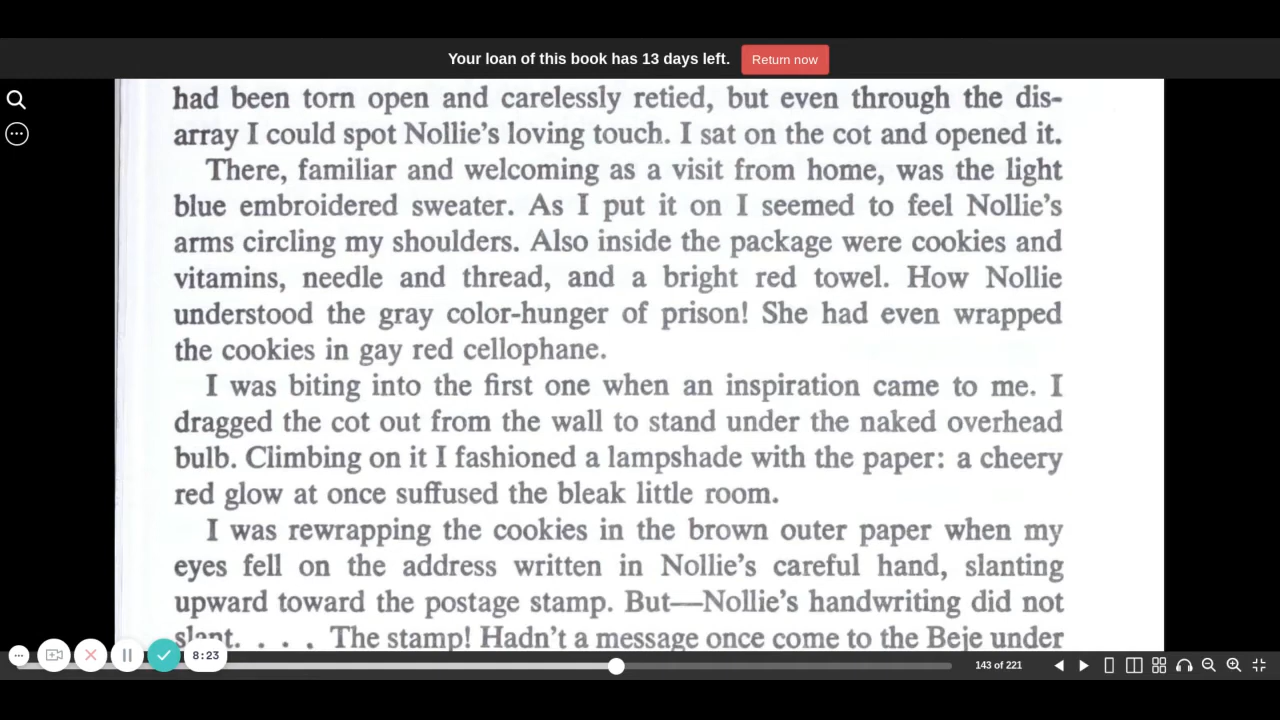 Your loan of this book has 13 days left. Return now
had been torn open and carelessly retied, but even through the dis-
array I could spot Nollie's loving touch. I sat on the cot and opened it.
There, familiar and welcoming as a visit from home, was the light
blue embroidered sweater. As I put it on I seemed to feel Nollie's
arms circling my shoulders. Also inside the package were cookies and
vitamins, needle and thread, and a bright red towel. How Nollie
understood the gray color-hunger of prison! She had even wrapped
the cookies in gay red cellophane.
I was biting into the first one when an inspiration came to me. I
dragged the cot out from the wall to stand under the naked overhead
bulb. Climbing on it I fashioned a lampshade with the paper: a cheery
red glow at once suffused the bleak little room.
I was rewrapping the cookies in the brown outer paper when my
eyes fell on the address written in Nollie's careful hand, slanting
upward toward the postage stamp. But—Nollie's handwriting did not
slant. . . . The stamp! Hadn't a message once come to the Beje under
8:23
143 of 221